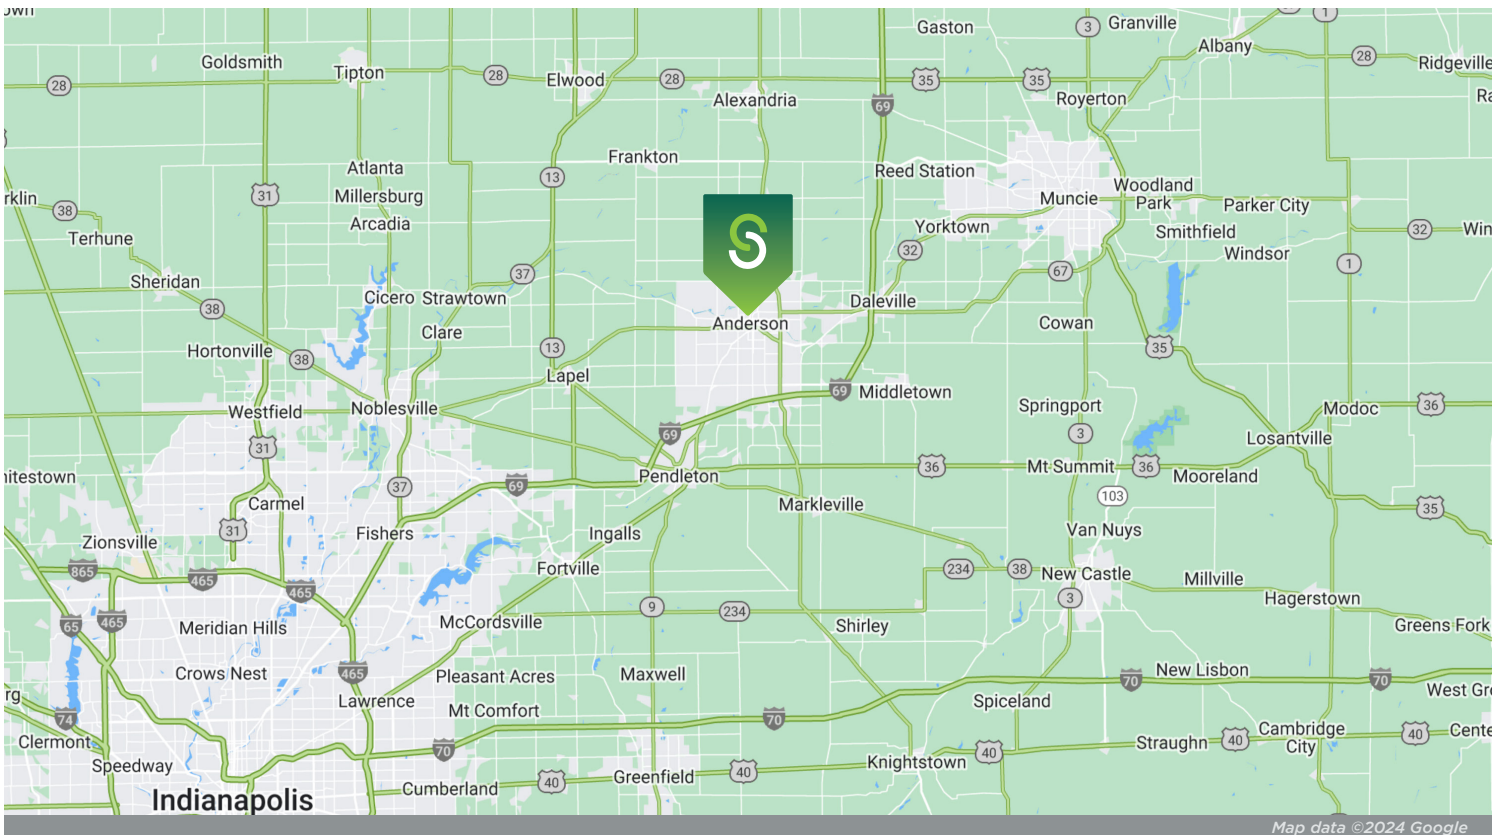 Gaston
3
Granville
1
Albany
Goldsmith
Tipton
28
28
Elwood
28
35
35
28
Ridgeville
Alexandria
69
Royerton
Frankton
Atlanta
13
Reed Station
Millersburg
31
Muncie
Woodland
Park
Parker City
38
Arcadia
Yorktown
Smithfield
32
Terhune
32
Windsor
1
37
67
Sheridan
Cicero
Strawtown
Daleville
38
Clare
Anderson
Cowan
Hortonville
38
13
35
Lapel
69
Middletown
Westfield
Noblesville
Springport
Modoc
36
31
69
3
Losantville
Pendleton
36
Mt Summit
36
Mooreland
37
69
103
Carmel
Markleville
35
31
Fishers
Ingalls
Van Nuys
Zionsville
865
465
Fortville
234
38
New Castle
Millville
465
3
Hagerstown
65
465
9
234
Meridian Hills
McCordsville
Shirley
Greens Fork
Crows Nest
465
Pleasant Acres
Maxwell
70
New Lisbon
70
Lawrence
Spiceland
74
Mt Comfort
70
Clermont
70
Straughn
40
Cambridge
City
40
Speedway
40
Knightstown
Cumberland
40
Greenfield
40
Indianapolis
Map data ©2024 Google